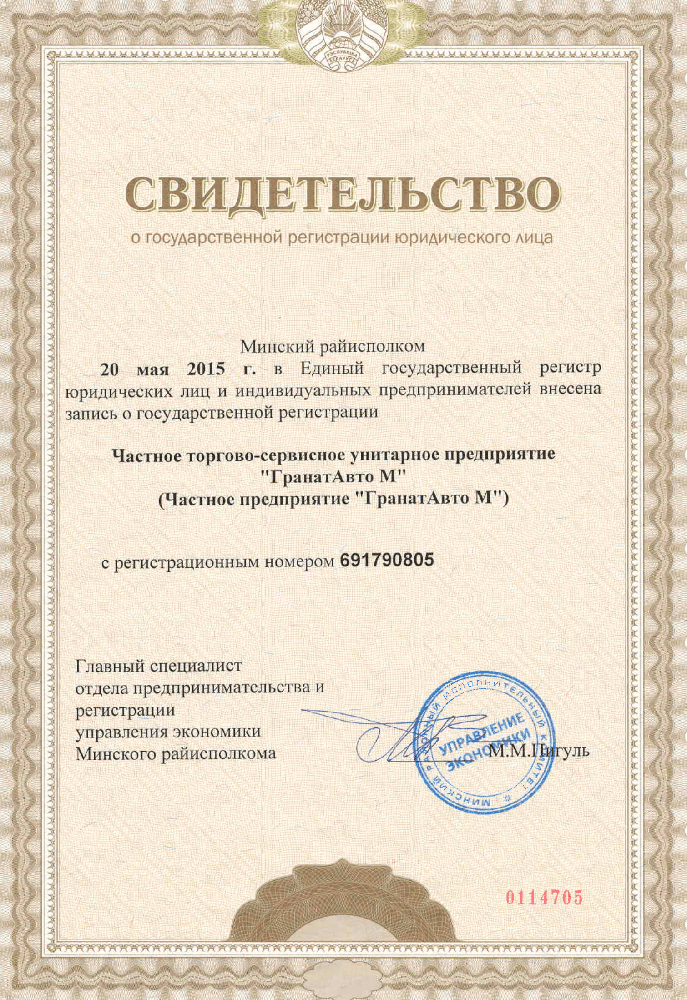 СВИДЕТЕЛЬСТВО
о государственной регистрации юридического лица
Минский райисполком
20 мая 2015 г. в Единый государственный регистр
юридических лиц и индивидуальных предпринимателей внесена
запись о государственной регистрации
Частное торгово-сервисное унитарное предприятие
"ГранатАвто М"
(Частное предприятие "ГранатАвто М")
с регистрационным номером 691790805
Главный специалист
отдела предпринимательства и
регистрации
управления экономики
Минского райисполкома
М.М.Пигуль
МИНСКИЙ РАЙОННЫЙ ИСПОЛНИТЕЛЬНЫЙ КОМИТЕТ
УПРАВЛЕНИЕ
ЭКОНОМИКИ
0114705